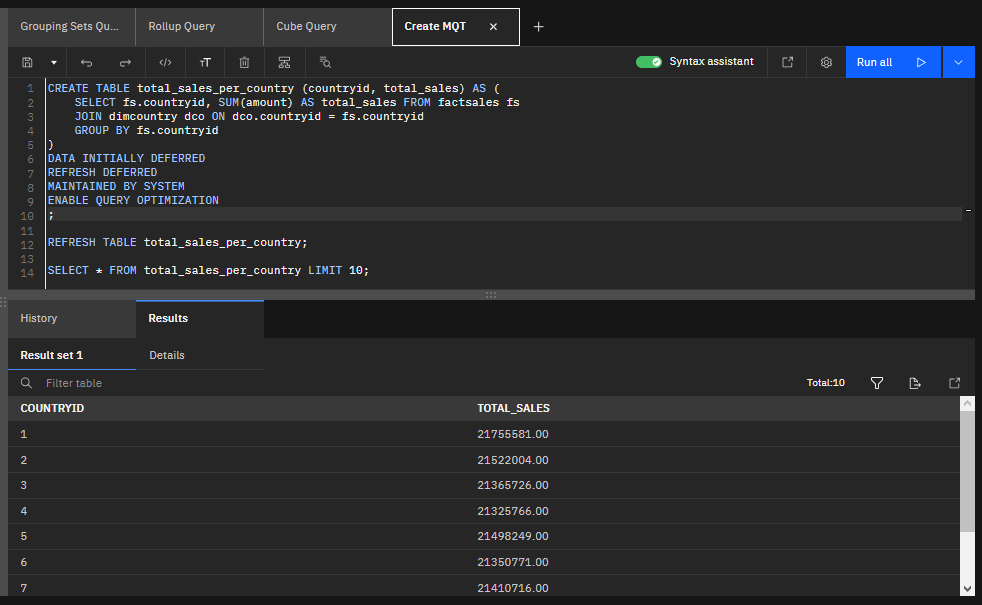 Grouping Sets Qu... Rollup Query Cube Query Create MQT × +
</> TT Syntax assistant Run all
1 CREATE TABLE total_sales_per_country (countryid, total_sales) AS (
2 SELECT fs.countryid, SUM(amount) AS total_sales FROM factsales fs
3 JOIN dimcountry dco ON dco.countryid = fs.countryid
4 GROUP BY fs.countryid
5 )
6 DATA INITIALLY DEFERRED
7 REFRESH DEFERRED
8 MAINTAINED BY SYSTEM
9 ENABLE QUERY OPTIMIZATION
10 ;
11
12 REFRESH TABLE total_sales_per_country;
13
14 SELECT * FROM total_sales_per_country LIMIT 10;
History Results
Result set 1 Details
Filter table Total:10
COUNTRYID TOTAL_SALES
1 21755581.00
2 21522004.00
3 21365726.00
4 21325766.00
5 21498249.00
6 21350771.00
7 21410716.00